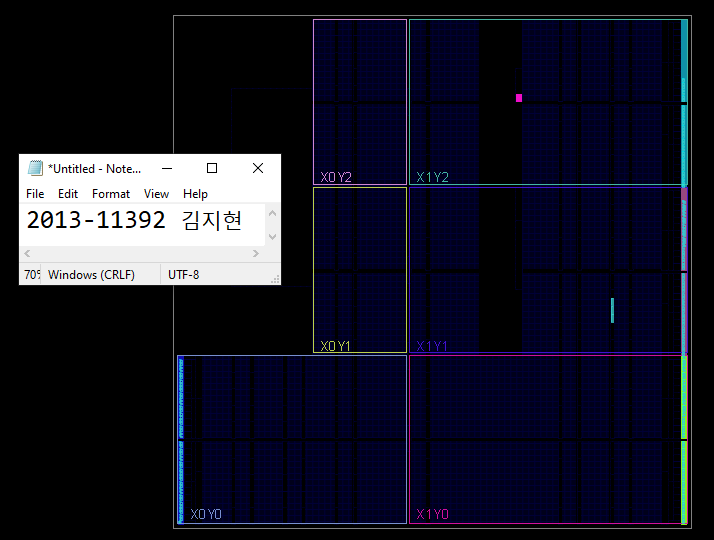 X0Y2 X1Y2
*Untitled - Note...
File Edit Format View Help
2013-11392 김지현
70% Windows (CRLF) UTF-8
X0Y1 X1Y1
X0Y0 X1Y0